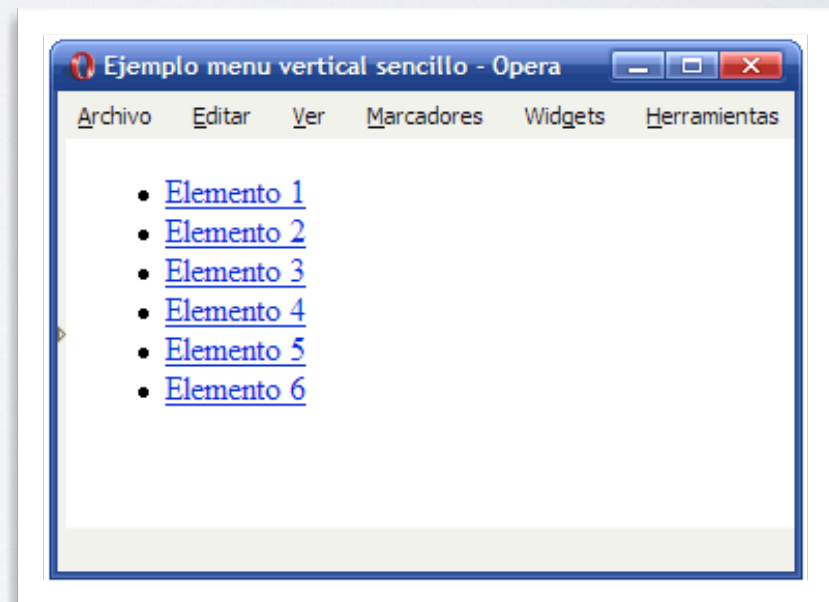 Ejemplo menu vertical sencillo - Opera
Archivo Editar Ver Marcadores Widgets Herramientas
• Elemento 1
• Elemento 2
• Elemento 3
• Elemento 4
• Elemento 5
• Elemento 6